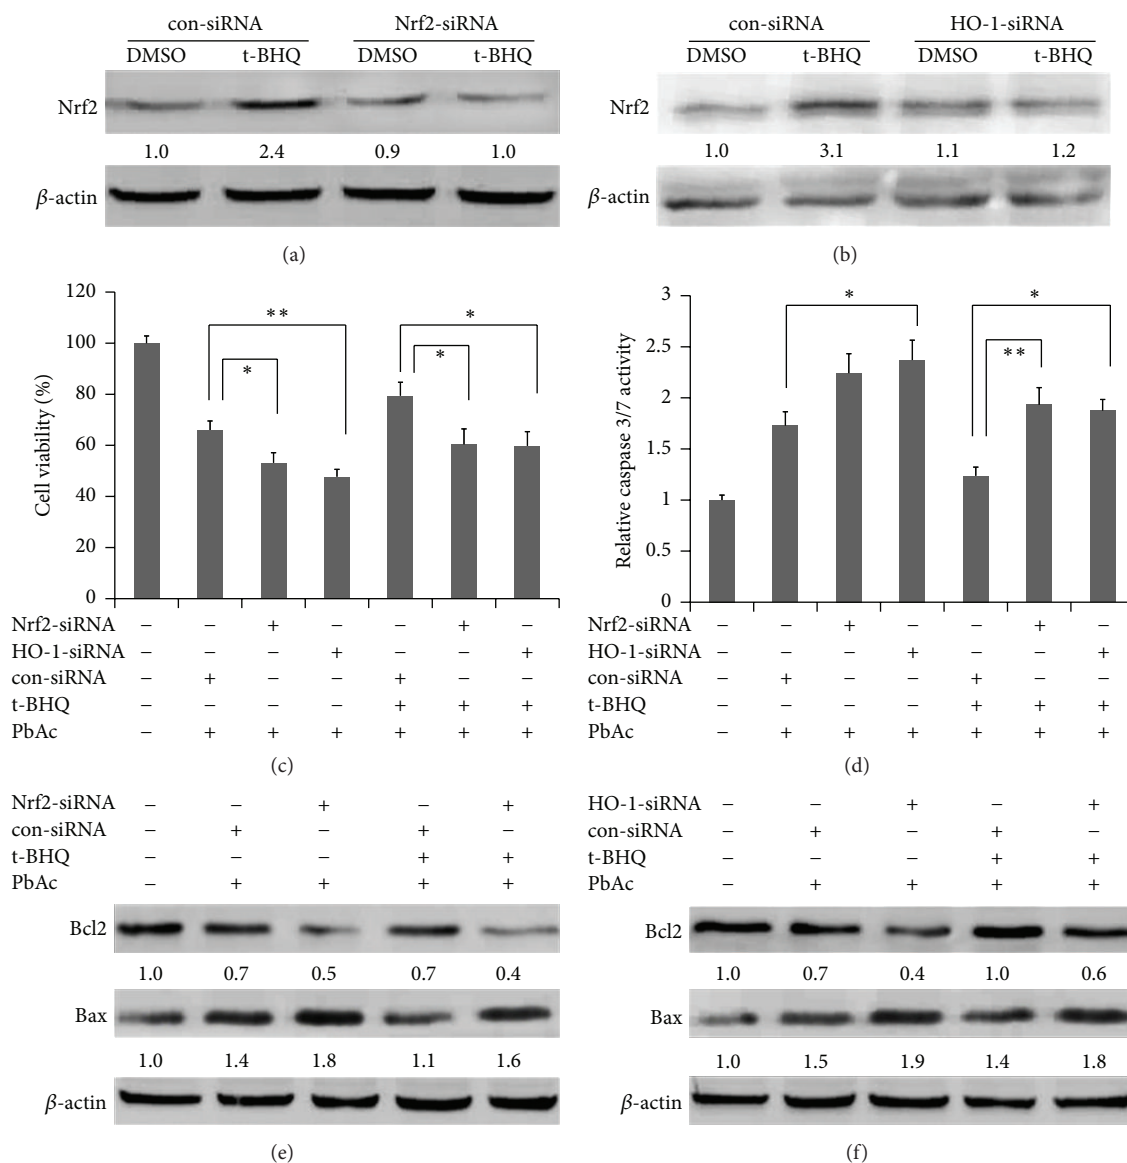 con-siRNA Nrf2-siRNA
DMSO t-BHQ DMSO t-BHQ
Nrf2
1.0 2.4 0.9 1.0
β-actin
(a)
con-siRNA HO-1-siRNA
DMSO t-BHQ DMSO t-BHQ
Nrf2
1.0 3.1 1.1 1.2
β-actin
(b)
120
100
80
60
40
20
0
Cell viability (%)
** *
* *
Nrf2-siRNA − − + − − + −
HO-1-siRNA − − − + − − +
con-siRNA − + − − + − −
t-BHQ − − − − + + +
PbAc − + + + + + +
(c)
3
2.5
2
1.5
1
0.5
0
Relative caspase 3/7 activity
* *
**
Nrf2-siRNA − − + − − + −
HO-1-siRNA − − − + − − +
con-siRNA − + − − + − −
t-BHQ − − − − + + +
PbAc − + + + + + +
(d)
Nrf2-siRNA − − + − +
con-siRNA − + − + −
t-BHQ − − − + +
PbAc − + + + +
Bcl2
1.0 0.7 0.5 0.7 0.4
Bax
1.0 1.4 1.8 1.1 1.6
β-actin
(e)
HO-1-siRNA − − + − +
con-siRNA − + − + −
t-BHQ − − − + +
PbAc − + + + +
Bcl2
1.0 0.7 0.4 1.0 0.6
Bax
1.0 1.5 1.9 1.4 1.8
β-actin
(f)